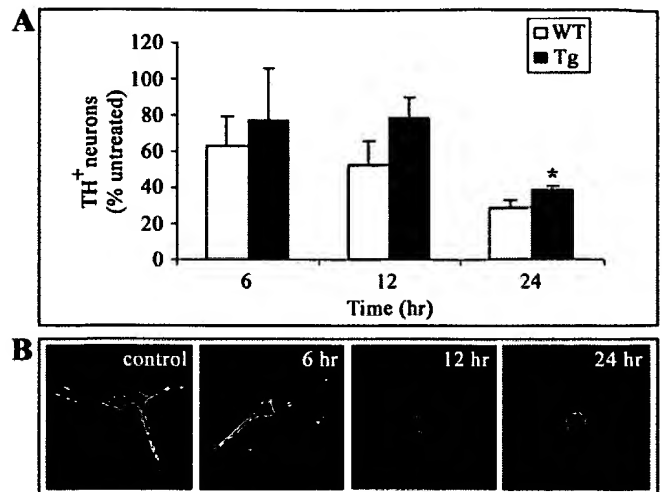 A
WT
Tg
120
100
80
60
40
20
0
TH+ neurons
(% untreated)
*
6
12
24
Time (hr)
B
control
6 hr
12 hr
24 hr